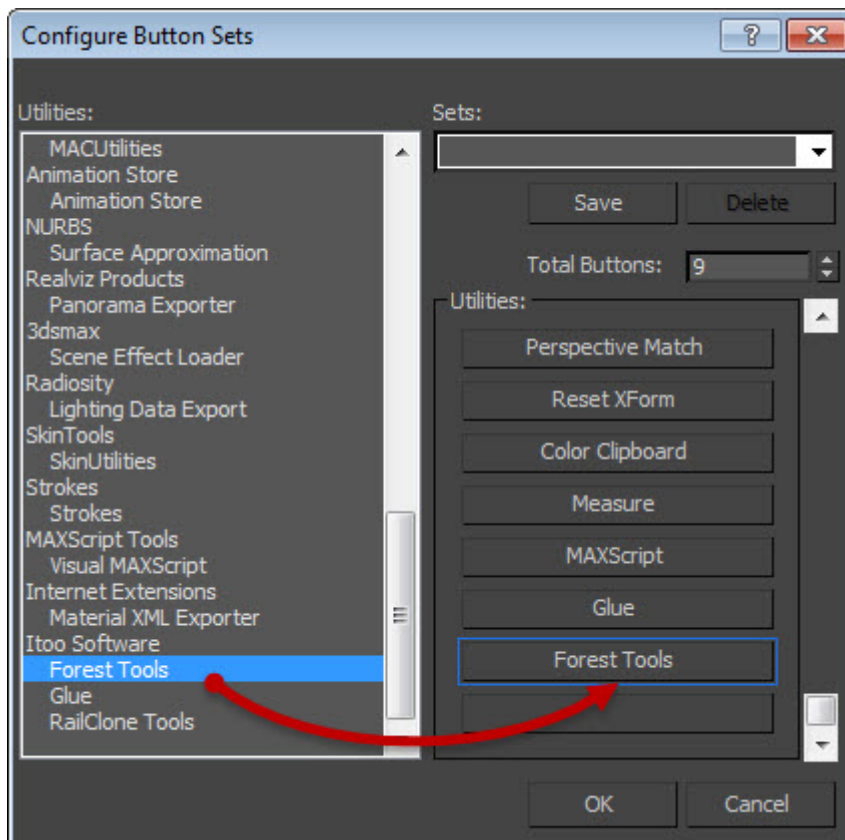 Configure Button Sets
?
Utilities:
MACUtilities
Animation Store
Animation Store
NURBS
Surface Approximation
Realviz Products
Panorama Exporter
3dsmax
Scene Effect Loader
Radiosity
Lighting Data Export
SkinTools
SkinUtilities
Strokes
Strokes
MAXScript Tools
Visual MAXScript
Internet Extensions
Material XML Exporter
Itoo Software
Forest Tools
Glue
RailClone Tools
Sets:
Save
Delete
Total Buttons: 9
Utilities:
Perspective Match
Reset XForm
Color Clipboard
Measure
MAXScript
Glue
Forest Tools
OK
Cancel